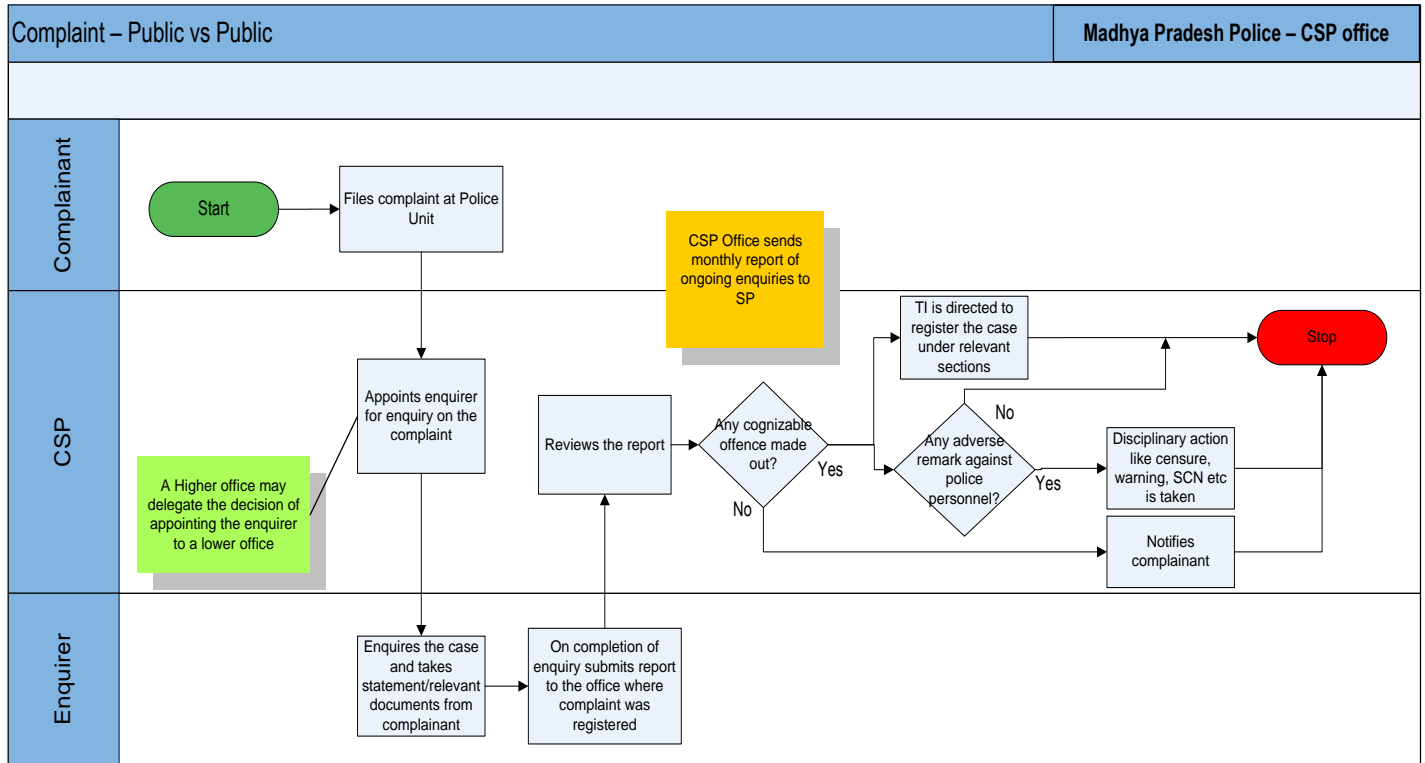 Complaint – Public vs Public
Madhya Pradesh Police – CSP office
Complainant
Start
Files complaint at Police
Unit
CSP Office sends
monthly report of
ongoing enquiries to
SP
CSP
Appoints enquirer
for enquiry on the
complaint
A Higher office may
delegate the decision of
appointing the enquirer
to a lower office
Reviews the report
Any cognizable
offence made
out?
Yes
No
TI is directed to
register the case
under relevant
sections
Any adverse
remark against
police
personnel?
No
Yes
Disciplinary action
like censure,
warning, SCN etc
is taken
Notifies
complainant
Stop
Enquirer
Enquires the case
and takes
statement/relevant
documents from
complainant
On completion of
enquiry submits report
to the office where
complaint was
registered